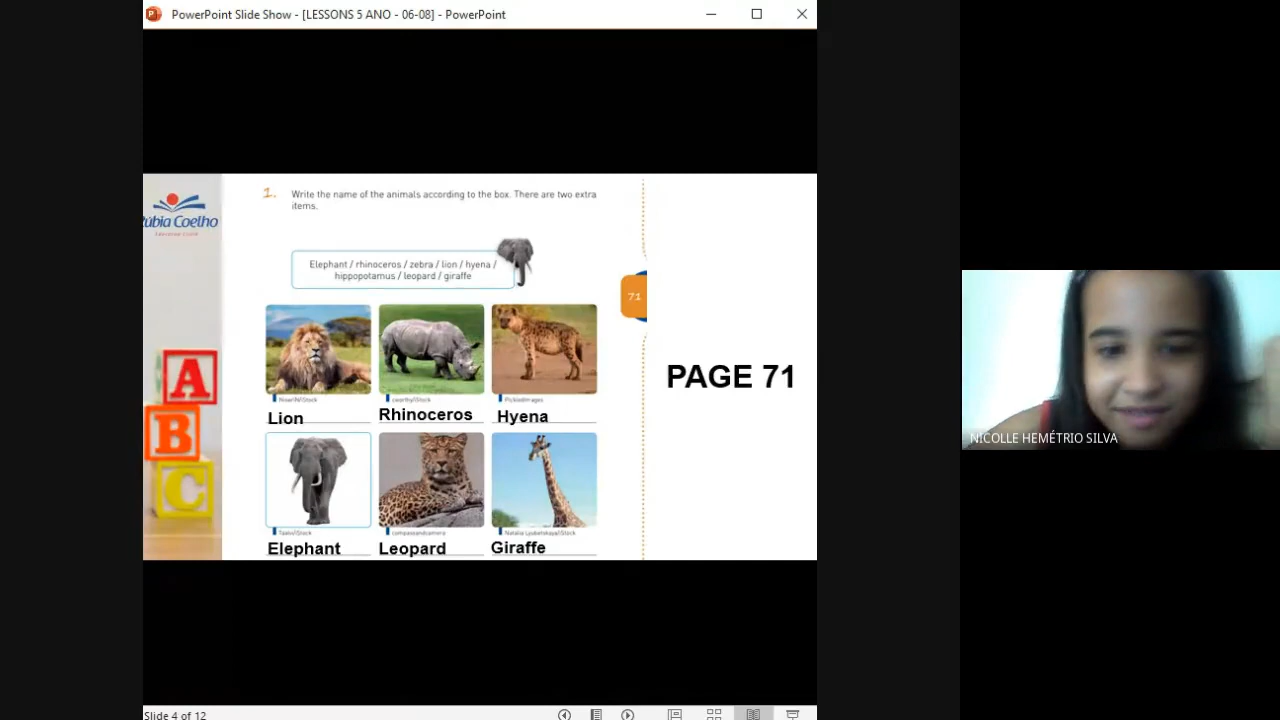 PowerPoint Slide Show - [LESSONS 5 ANO - 06-08] - PowerPoint
Rúbia Coelho
1. Write the name of the animals according to the box. There are two extra
items.
Elephant / rhinoceros / zebra / lion / hyena /
hippopotamus / leopard / giraffe
71
PAGE 71
Lion
Rhinoceros
Hyena
Elephant
Leopard
Giraffe
A
B
C
NICOLLE HEMÉTRIO SILVA
Slide 4 of 12